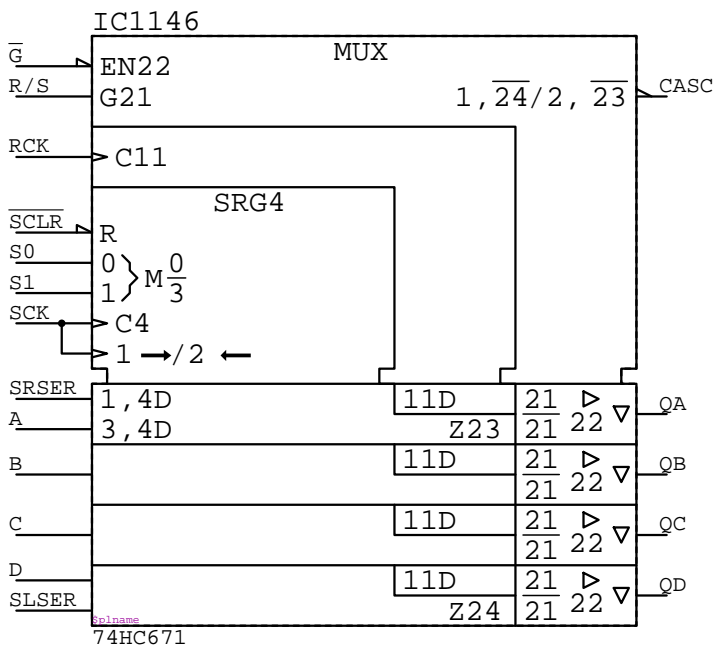 IC1146
MUX
G
EN22
R/S
G21
1,24/2, 23
CASC
RCK
C11
SRG4
SCLR
R
S0
0
M 0/3
S1
1
SCK
C4
1 →/2 ←
SRSER
1,4D
11D
21
22
QA
A
3,4D
Z23
21
B
11D
21
22
QB
21
C
11D
21
22
QC
21
D
11D
21
22
QD
SLSER
Z24
21
Splname
74HC671